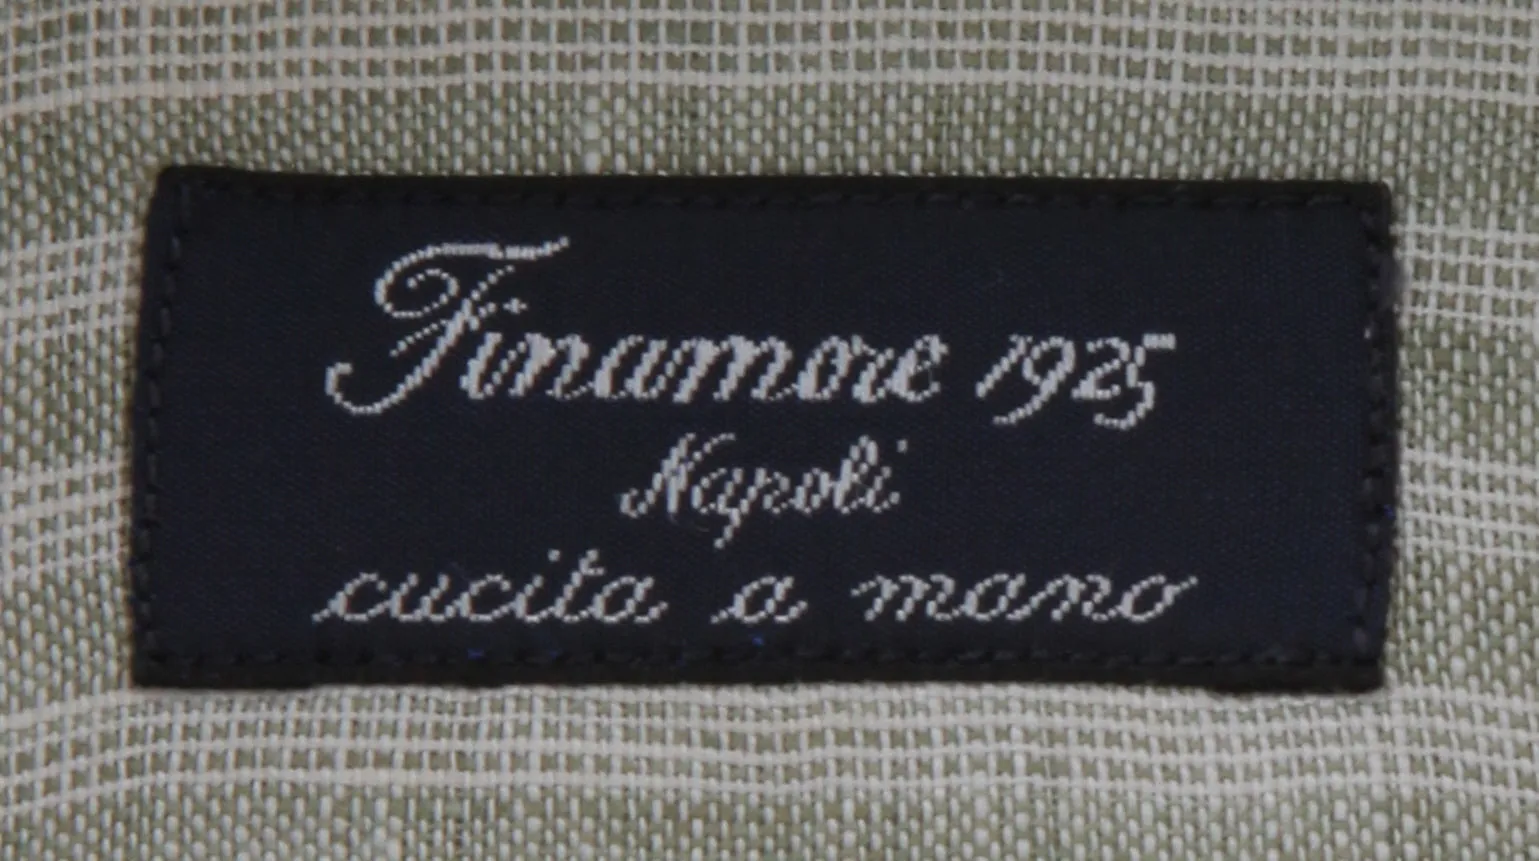 Finamore 1925
Napoli
cucita a mano